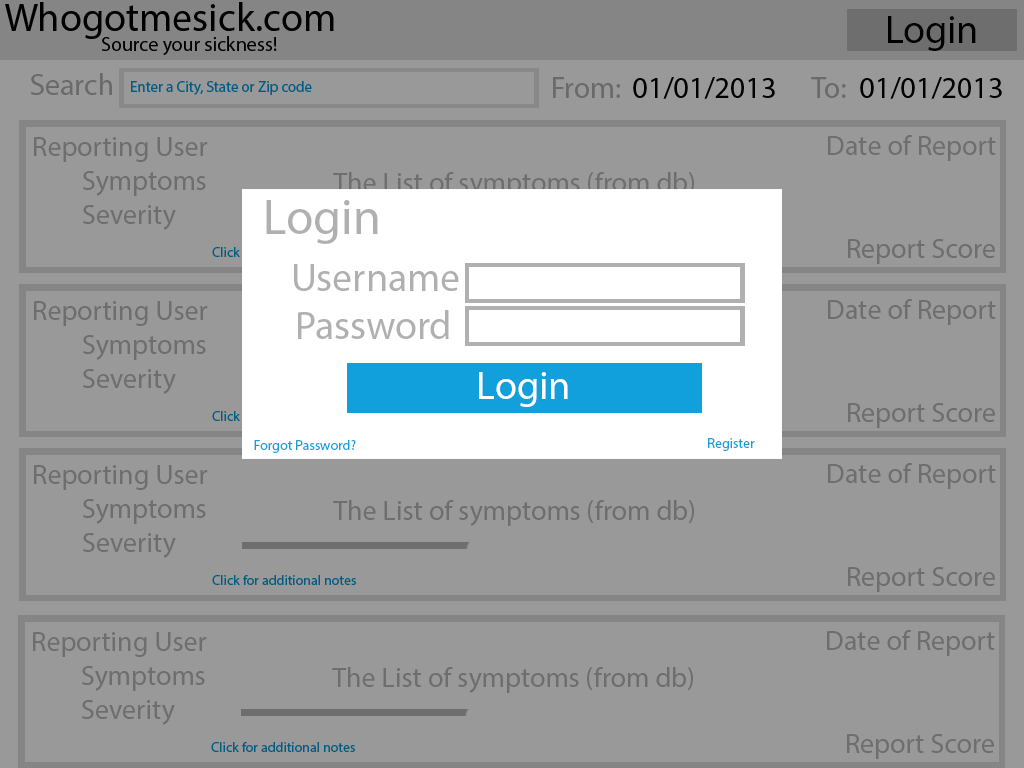 Whogotmesick.com
Source your sickness!
Login
Search Enter a City, State or Zip code From: 01/01/2013 To: 01/01/2013
Reporting User Date of Report
Symptoms The List of symptoms (from db)
Severity
Click
Report Score
Login
Username
Password
Login
Forgot Password? Register
Reporting User Date of Report
Symptoms
Severity
Click
Report Score
Reporting User Date of Report
Symptoms The List of symptoms (from db)
Severity
Click for additional notes
Report Score
Reporting User Date of Report
Symptoms The List of symptoms (from db)
Severity
Click for additional notes
Report Score